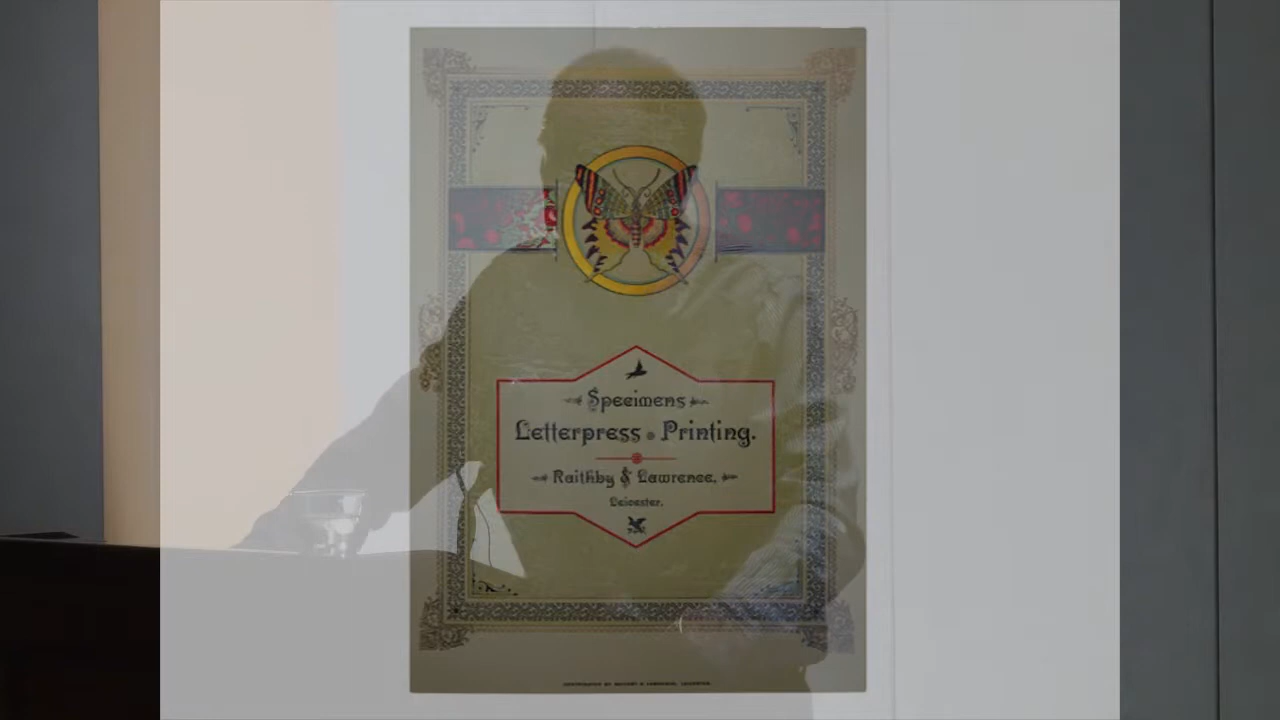 Specimens
Letterpress Printing.
Raithby & Lawrence,
Leicester.